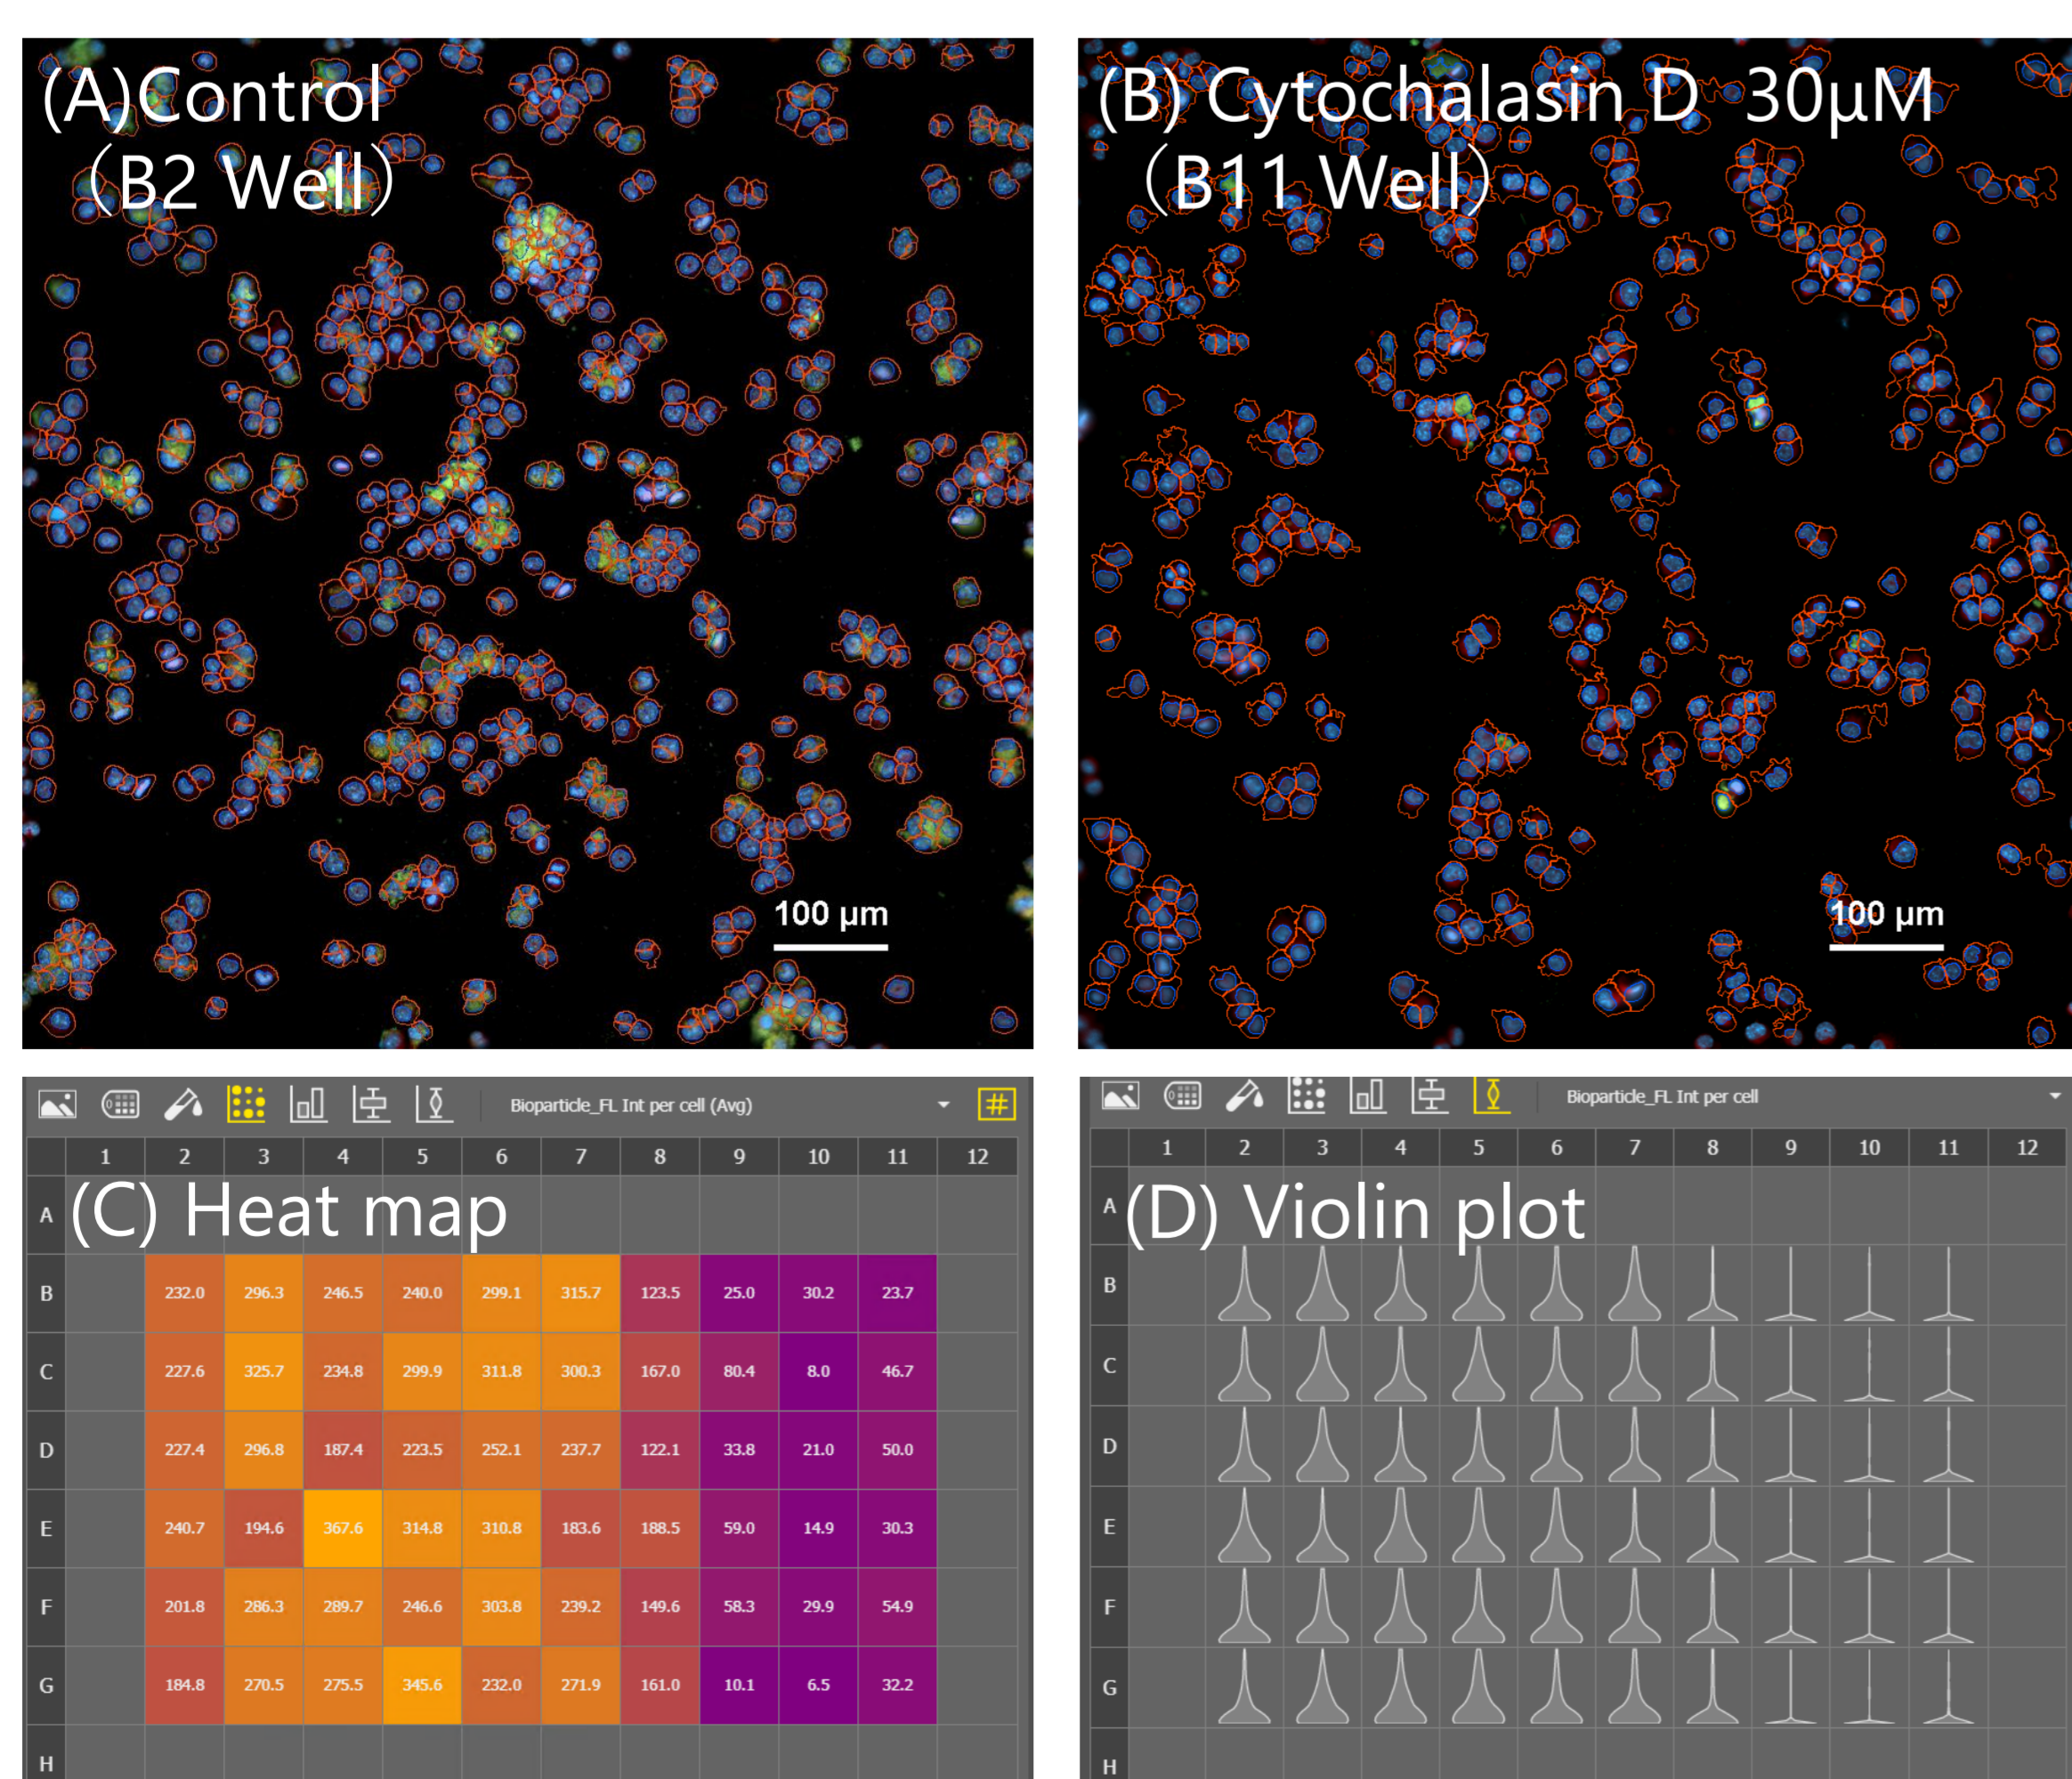 (A)Control
(B2 Well)
100 μm
(B) Cytochalasin D 30μM
(B11 Well)
100 μm
Bioparticle_FL Int per cell (Avg)
#
1 2 3 4 5 6 7 8 9 10 11 12
(C) Heat map
A
B 232.0 296.3 246.5 240.0 299.1 315.7 123.5 25.0 30.2 23.7
C 227.6 325.7 234.8 299.9 311.8 300.3 167.0 80.4 8.0 46.7
D 227.4 296.8 187.4 223.5 252.1 237.7 122.1 33.8 21.0 50.0
E 240.7 194.6 367.6 314.8 310.8 183.6 188.5 59.0 14.9 30.3
F 201.8 286.3 289.7 246.6 303.8 239.2 149.6 58.3 29.9 54.9
G 184.8 270.5 275.5 345.6 232.0 271.9 161.0 10.1 6.5 32.2
H
Bioparticle_FL Int per cell
1 2 3 4 5 6 7 8 9 10 11 12
(D) Violin plot
A
B
C
D
E
F
G
H